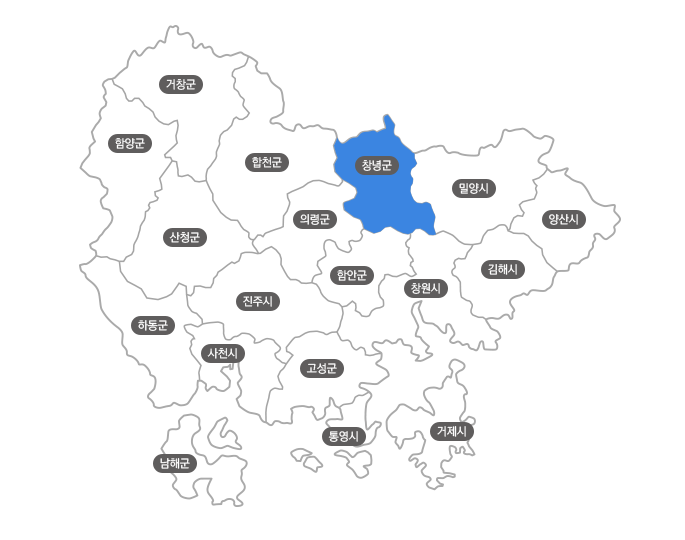 거창군
함양군
합천군
창녕군
밀양시
의령군
양산시
산청군
김해시
함안군
창원시
진주시
하동군
사천시
고성군
거제시
통영시
남해군